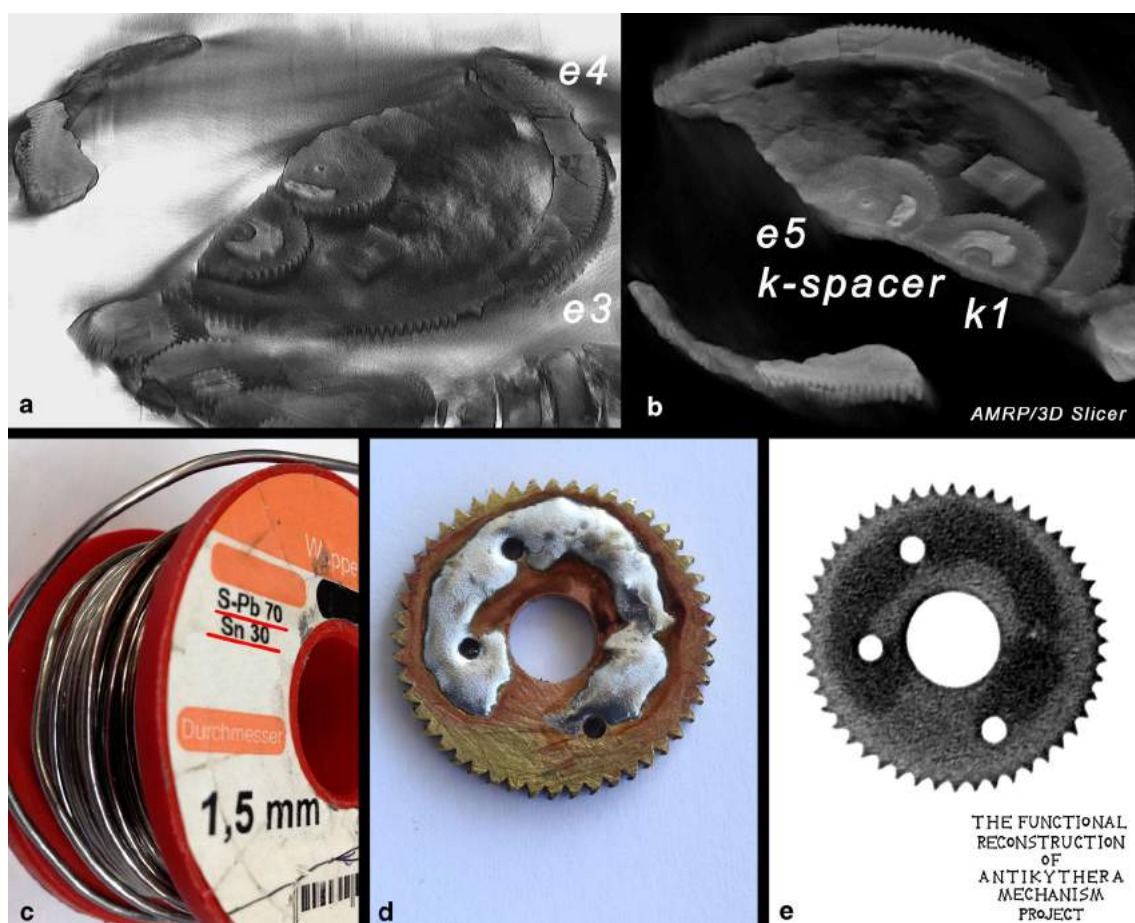 e4
e3
a
e5
k-spacer
k1
b
AMRP/3D Slicer
S-Pb 70
Sn 30
Durchmesser
1,5 mm
c
d
e
THE FUNCTIONAL
RECONSTRUCTION
OF
ANTIKYTHERA
MECHANISM
PROJECT